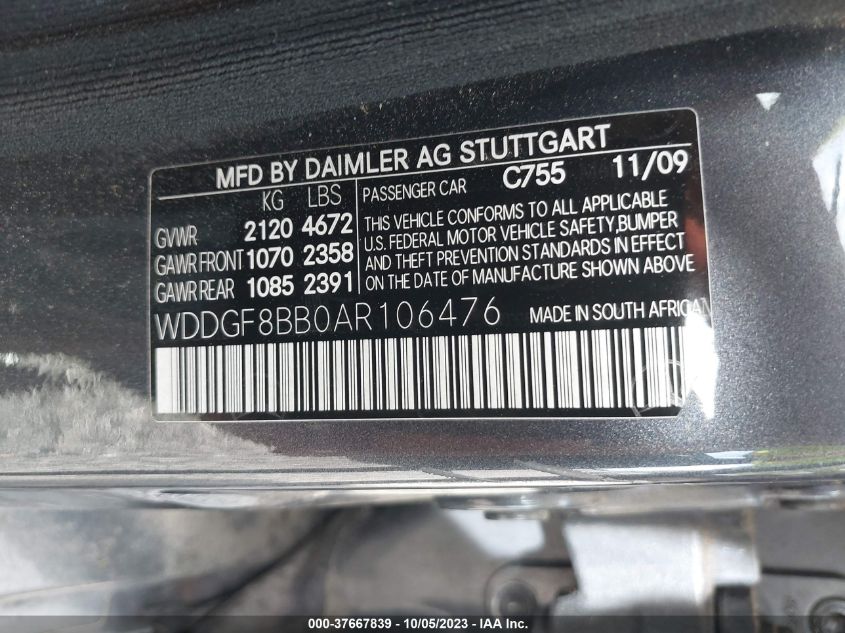 MFD BY DAIMLER AG STUTTGART
KG LBS
GVWR 2120 4672
GAWR FRONT 1070 2358
GAWR REAR 1085 2391
PASSENGER CAR C755 11/09
THIS VEHICLE CONFORMS TO ALL APPLICABLE
U.S. FEDERAL MOTOR VEHICLE SAFETY, BUMPER
AND THEFT PREVENTION STANDARDS IN EFFECT
ON THE DATE OF MANUFACTURE SHOWN ABOVE
WDDGF8BB0AR106476 MADE IN SOUTH AFRICAN
000-37667839 - 10/05/2023 - IAA Inc.